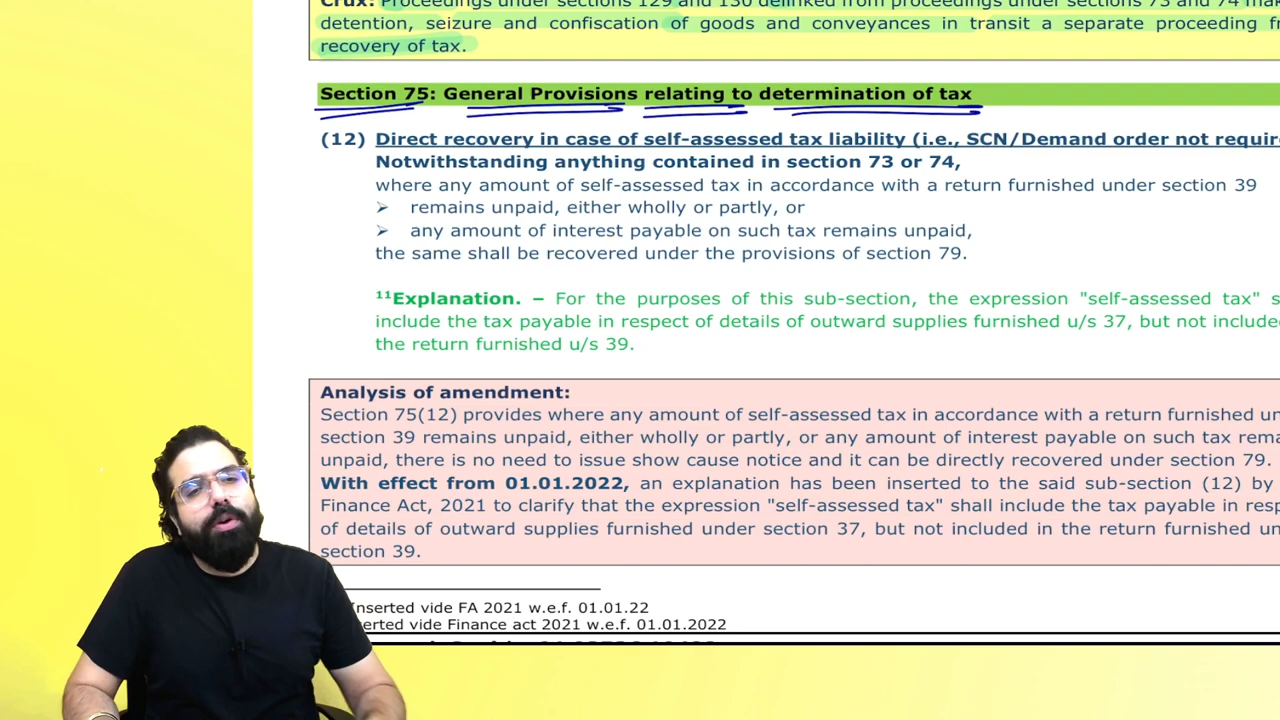 Crux: Proceedings under sections 129 and 130 delinked from proceedings under sections 73 and 74
detention, seizure and confiscation of goods and conveyances in transit a separate proceeding
recovery of tax.
Section 75: General Provisions relating to determination of tax
(12) Direct recovery in case of self-assessed tax liability (i.e., SCN/Demand order not
Notwithstanding anything contained in section 73 or 74,
where any amount of self-assessed tax in accordance with a return furnished under section 39
➢ remains unpaid, either wholly or partly, or
➢ any amount of interest payable on such tax remains unpaid,
the same shall be recovered under the provisions of section 79.
11Explanation. – For the purposes of this sub-section, the expression "self-assessed tax"
include the tax payable in respect of details of outward supplies furnished u/s 37, but not
the return furnished u/s 39.
Analysis of amendment:
Section 75(12) provides where any amount of self-assessed tax in accordance with a return furnished
section 39 remains unpaid, either wholly or partly, or any amount of interest payable on such tax
unpaid, there is no need to issue show cause notice and it can be directly recovered under section 79.
With effect from 01.01.2022, an explanation has been inserted to the said sub-section (12) by
Finance Act, 2021 to clarify that the expression "self-assessed tax" shall include the tax payable in
of details of outward supplies furnished under section 37, but not included in the return furnished
section 39.
Inserted vide FA 2021 w.e.f. 01.01.22
vide Finance act 2021 w.e.f. 01.01.2022